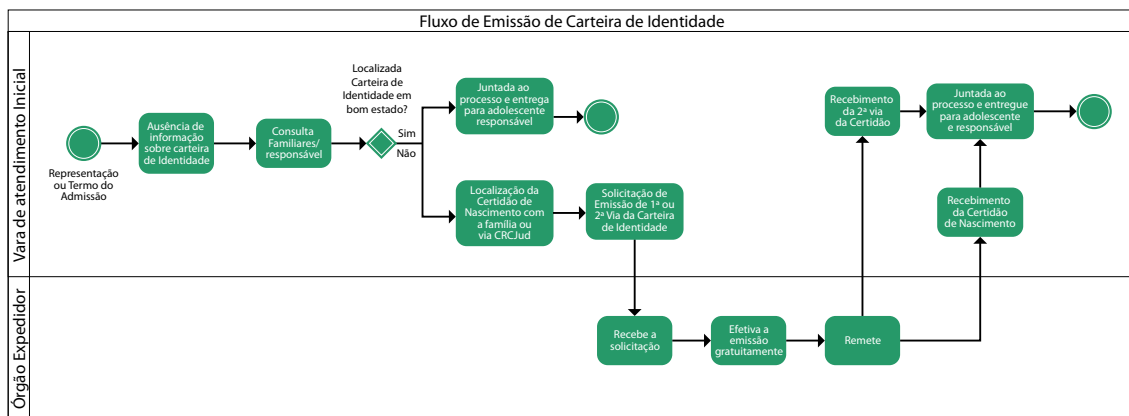 Fluxo de Emissão de Carteira de Identidade
Vara de atendimento Inicial
Representação
ou Termo do
Admissão
Ausência de
informação
sobre carteira
de Identidade
Consulta
Familiares/
responsável
Localizada
Carteira de
Identidade em
bom estado?
Sim
Não
Juntada ao
processo e entrega
para adolescente
responsável
Localização da
Certidão de
Nascimento com
a família ou
via CRCJud
Solicitação de
Emissão de 1ª ou
2ª Via da Carteira
de Identidade
Recebimento
da 2ª via
da Certidão
Juntada ao
processo e entregue
para adolescente
e responsável
Recebimento
da Certidão
de Nascimento
Órgão Expedidor
Recebe a
solicitação
Efetiva a
emissão
gratuitamente
Remete